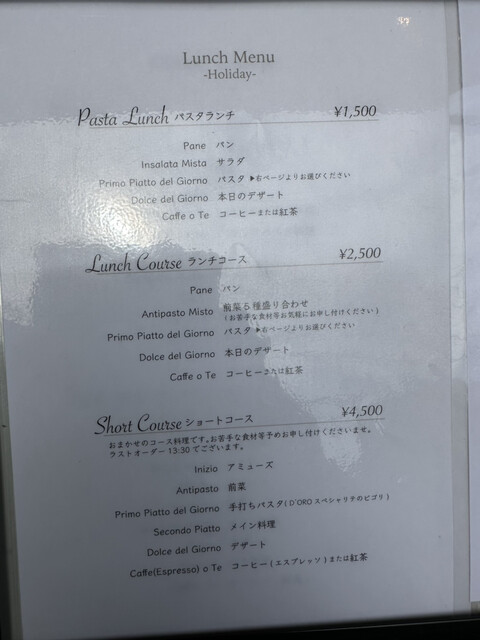 Lunch Menu
-Holiday-
Pasta Lunch パスタランチ ¥1,500
Pane パン
Insalata Mista サラダ
Primo Piatto del Giorno パスタ ▶右ページよりお選びください
Dolce del Giorno 本日のデザート
Caffe o Te コーヒーまたは紅茶
Lunch Course ランチコース ¥2,500
Pane パン
Antipasto Misto 前菜5種盛り合わせ
(お苦手な食材等お気軽にお申し付けください)
Primo Piatto del Giorno パスタ ▶右ページよりお選びください
Dolce del Giorno 本日のデザート
Caffe o Te コーヒーまたは紅茶
Short Course ショートコース ¥4,500
おまかせのコース料理です。お苦手な食材等予めお申し付けくださいませ。
ラストオーダー 13:30 でございます。
Inizio アミューズ
Antipasto 前菜
Primo Piatto del Giorno 手打ちパスタ(D'OROスペシャリテのビゴリ)
Secondo Piatto メイン料理
Dolce del Giorno デザート
Caffe(Espresso) o Te コーヒー(エスプレッソ)または紅茶